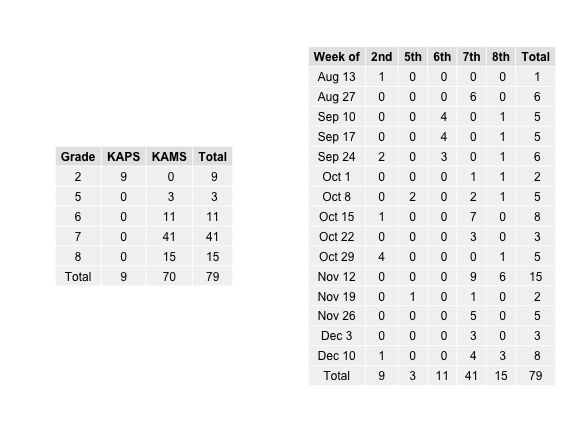 Grade KAPS KAMS Total
2 9 0 9
5 0 3 3
6 0 11 11
7 0 41 41
8 0 15 15
Total 9 70 79
Week of 2nd 5th 6th 7th 8th Total
Aug 13 1 0 0 0 0 1
Aug 27 0 0 0 6 0 6
Sep 10 0 0 4 0 1 5
Sep 17 0 0 4 0 1 5
Sep 24 2 0 3 0 1 6
Oct 1 0 0 0 1 1 2
Oct 8 0 2 0 2 1 5
Oct 15 1 0 0 7 0 8
Oct 22 0 0 0 3 0 3
Oct 29 4 0 0 0 1 5
Nov 12 0 0 0 9 6 15
Nov 19 0 1 0 1 0 2
Nov 26 0 0 0 5 0 5
Dec 3 0 0 0 3 0 3
Dec 10 1 0 0 4 3 8
Total 9 3 11 41 15 79